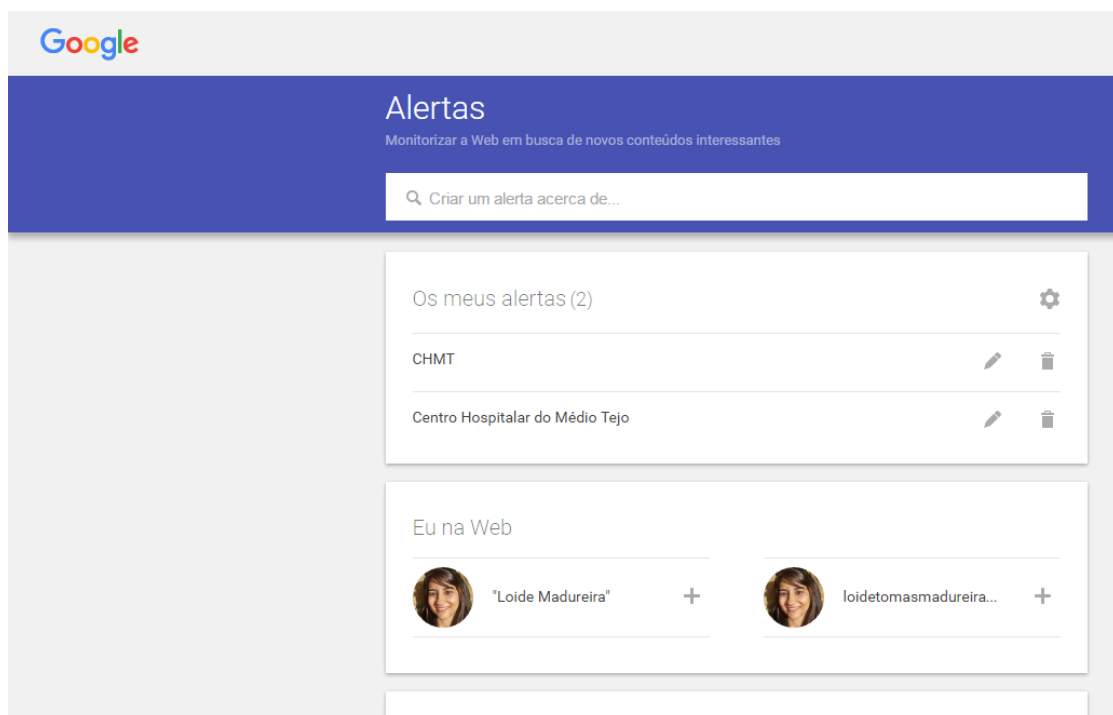 Google
Alertas
Monitorizar a Web em busca de novos conteúdos interessantes
Criar um alerta acerca de...
Os meus alertas (2)
CHMT
Centro Hospitalar do Médio Tejo
Eu na Web
"Loide Madureira"
loidetomasmadureira...